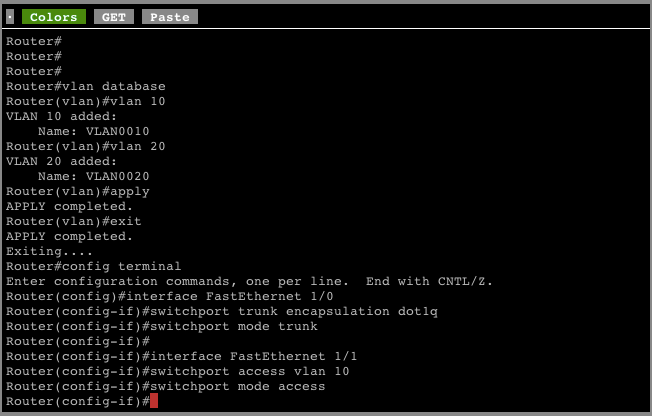 · Colors GET Paste
Router#
Router#
Router#
Router#vlan database
Router(vlan)#vlan 10
VLAN 10 added:
    Name: VLAN0010
Router(vlan)#vlan 20
VLAN 20 added:
    Name: VLAN0020
Router(vlan)#apply
APPLY completed.
Router(vlan)#exit
APPLY completed.
Exiting....
Router#config terminal
Enter configuration commands, one per line.  End with CNTL/Z.
Router(config)#interface FastEthernet 1/0
Router(config-if)#switchport trunk encapsulation dot1q
Router(config-if)#switchport mode trunk
Router(config-if)#
Router(config-if)#interface FastEthernet 1/1
Router(config-if)#switchport access vlan 10
Router(config-if)#switchport mode access
Router(config-if)#